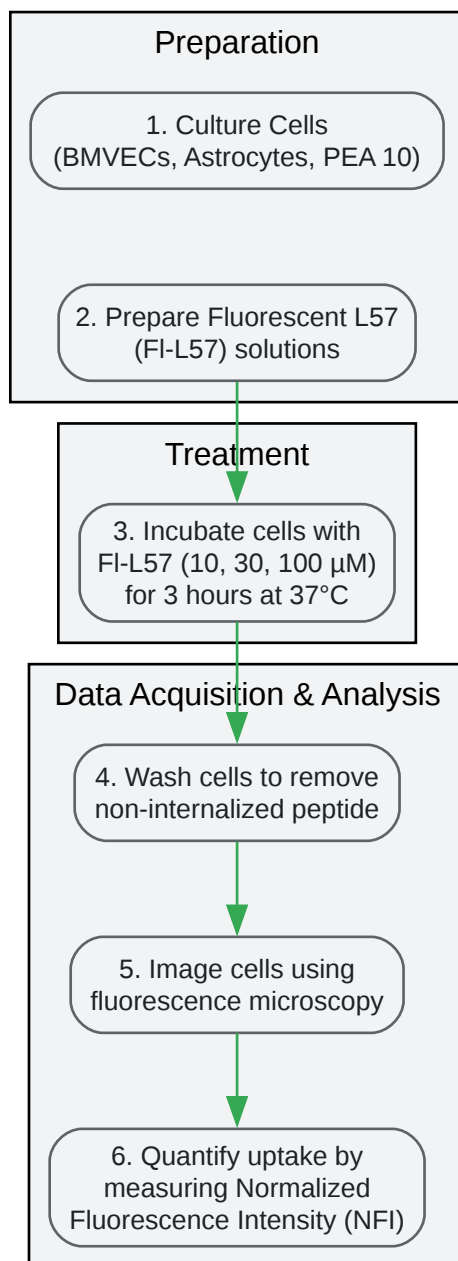 Preparation
1. Culture Cells
(BMVECs, Astrocytes, PEA 10)
2. Prepare Fluorescent L57
(Fl-L57) solutions
Treatment
3. Incubate cells with
Fl-L57 (10, 30, 100 µM)
for 3 hours at 37°C
Data Acquisition & Analysis
4. Wash cells to remove
non-internalized peptide
5. Image cells using
fluorescence microscopy
6. Quantify uptake by
measuring Normalized
Fluorescence Intensity (NFI)